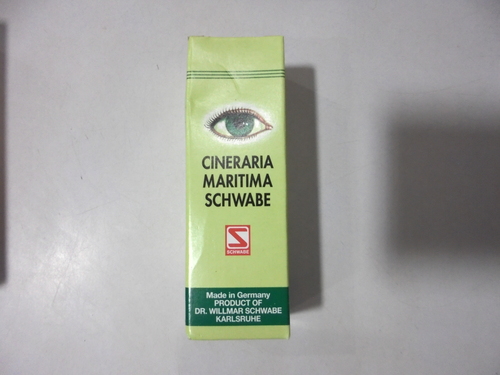 CINERARIA
MARITIMA
SCHWABE
S
SCHWABE
Made in Germany
PRODUCT OF
DR. WILLMAR SCHWABE
KARLSRUHE